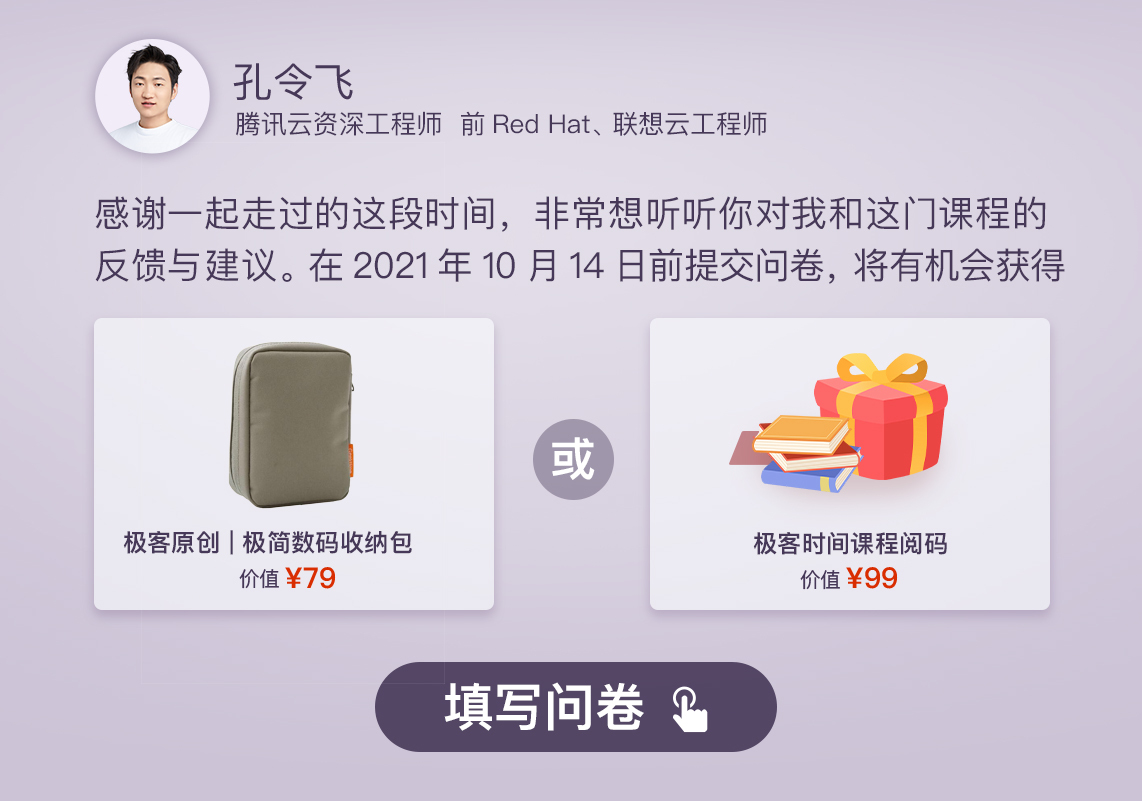 孔令飞
腾讯云资深工程师 前 Red Hat、联想云工程师
感谢一起走过的这段时间，非常想听听你对我和这门课程的
反馈与建议。在 2021 年 10 月 14 日前提交问卷，将有机会获得
或
极客原创 | 极简数码收纳包
价值 ¥79
极客时间课程阅码
价值 ¥99
填写问卷